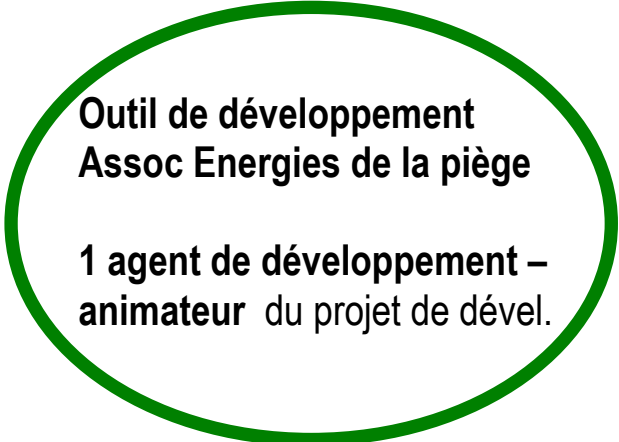 Outil de développement
Assoc Energies de la piège
1 agent de développement –
animateur du projet de dével.